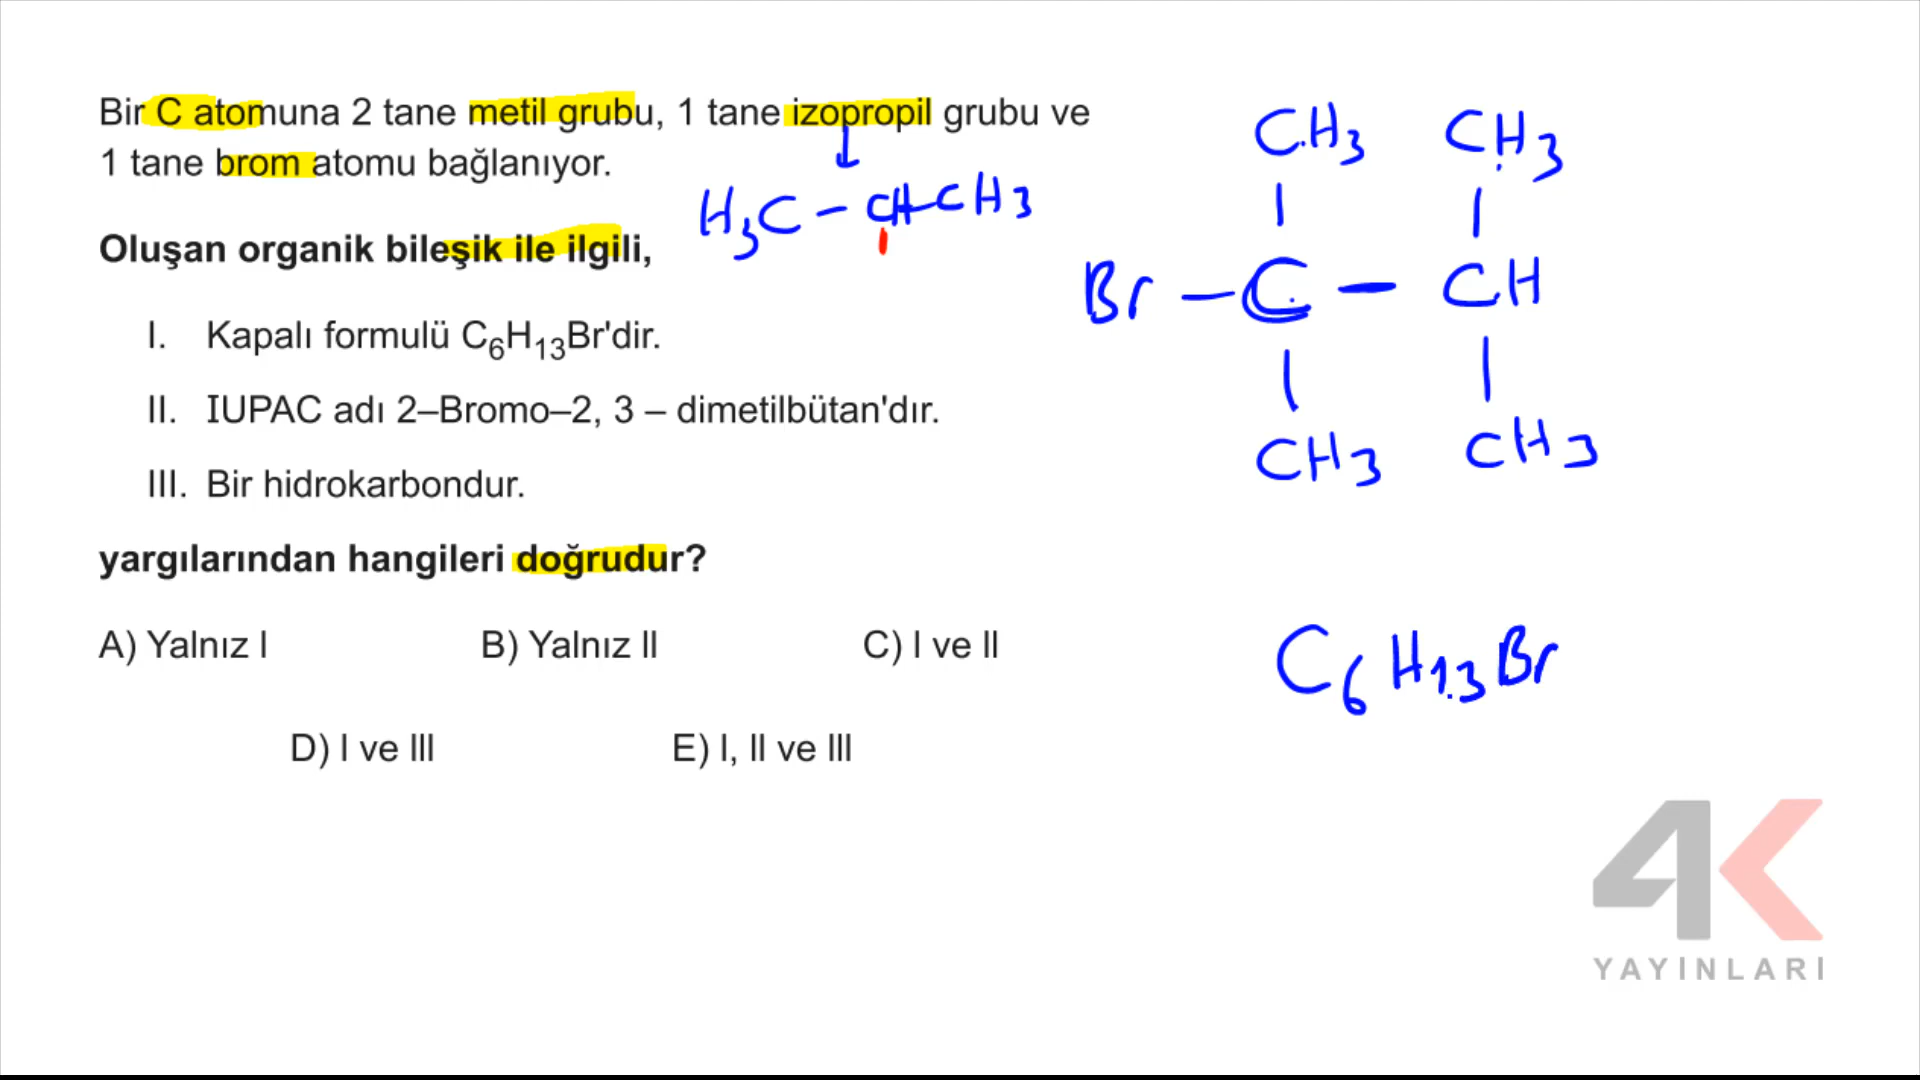 Bir C atomuna 2 tane metil grubu, 1 tane izopropil grubu ve
1 tane brom atomu bağlanıyor.
H3C - CH-CH3
Oluşan organik bileşik ile ilgili,
I. Kapalı formulü C6H13Br'dir.
II. IUPAC adı 2–Bromo–2, 3 – dimetilbütan'dır.
III. Bir hidrokarbondur.
yargılarından hangileri doğrudur?
A) Yalnız I B) Yalnız II C) I ve II
D) I ve III E) I, II ve III
CH3 CH3
Br - C - CH
CH3 CH3
C6H13Br
4K
YAYINLARI